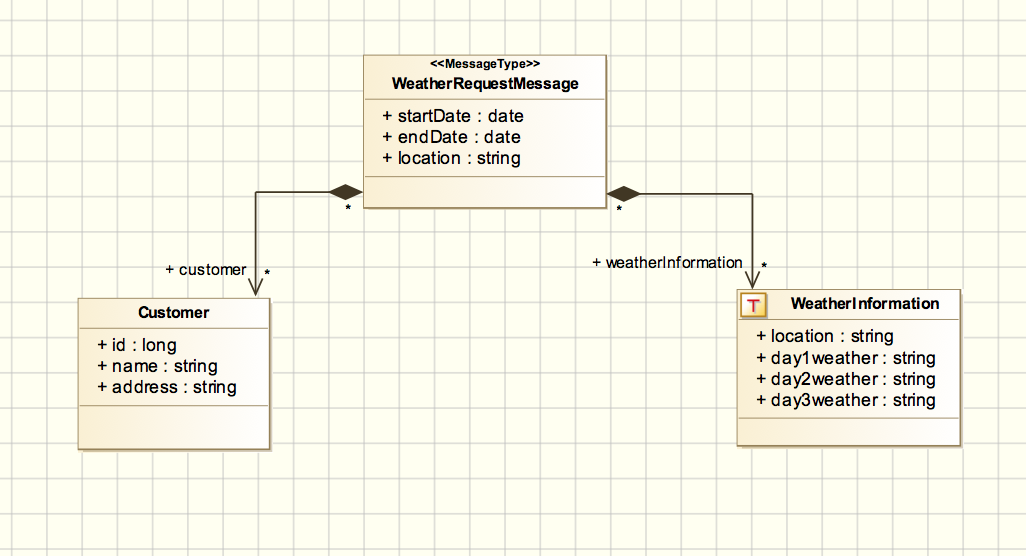 <<MessageType>>
WeatherRequestMessage
+ startDate : date
+ endDate : date
+ location : string
*
*
+ customer
*
+ weatherInformation
*
Customer
+ id : long
+ name : string
+ address : string
T
WeatherInformation
+ location : string
+ day1weather : string
+ day2weather : string
+ day3weather : string